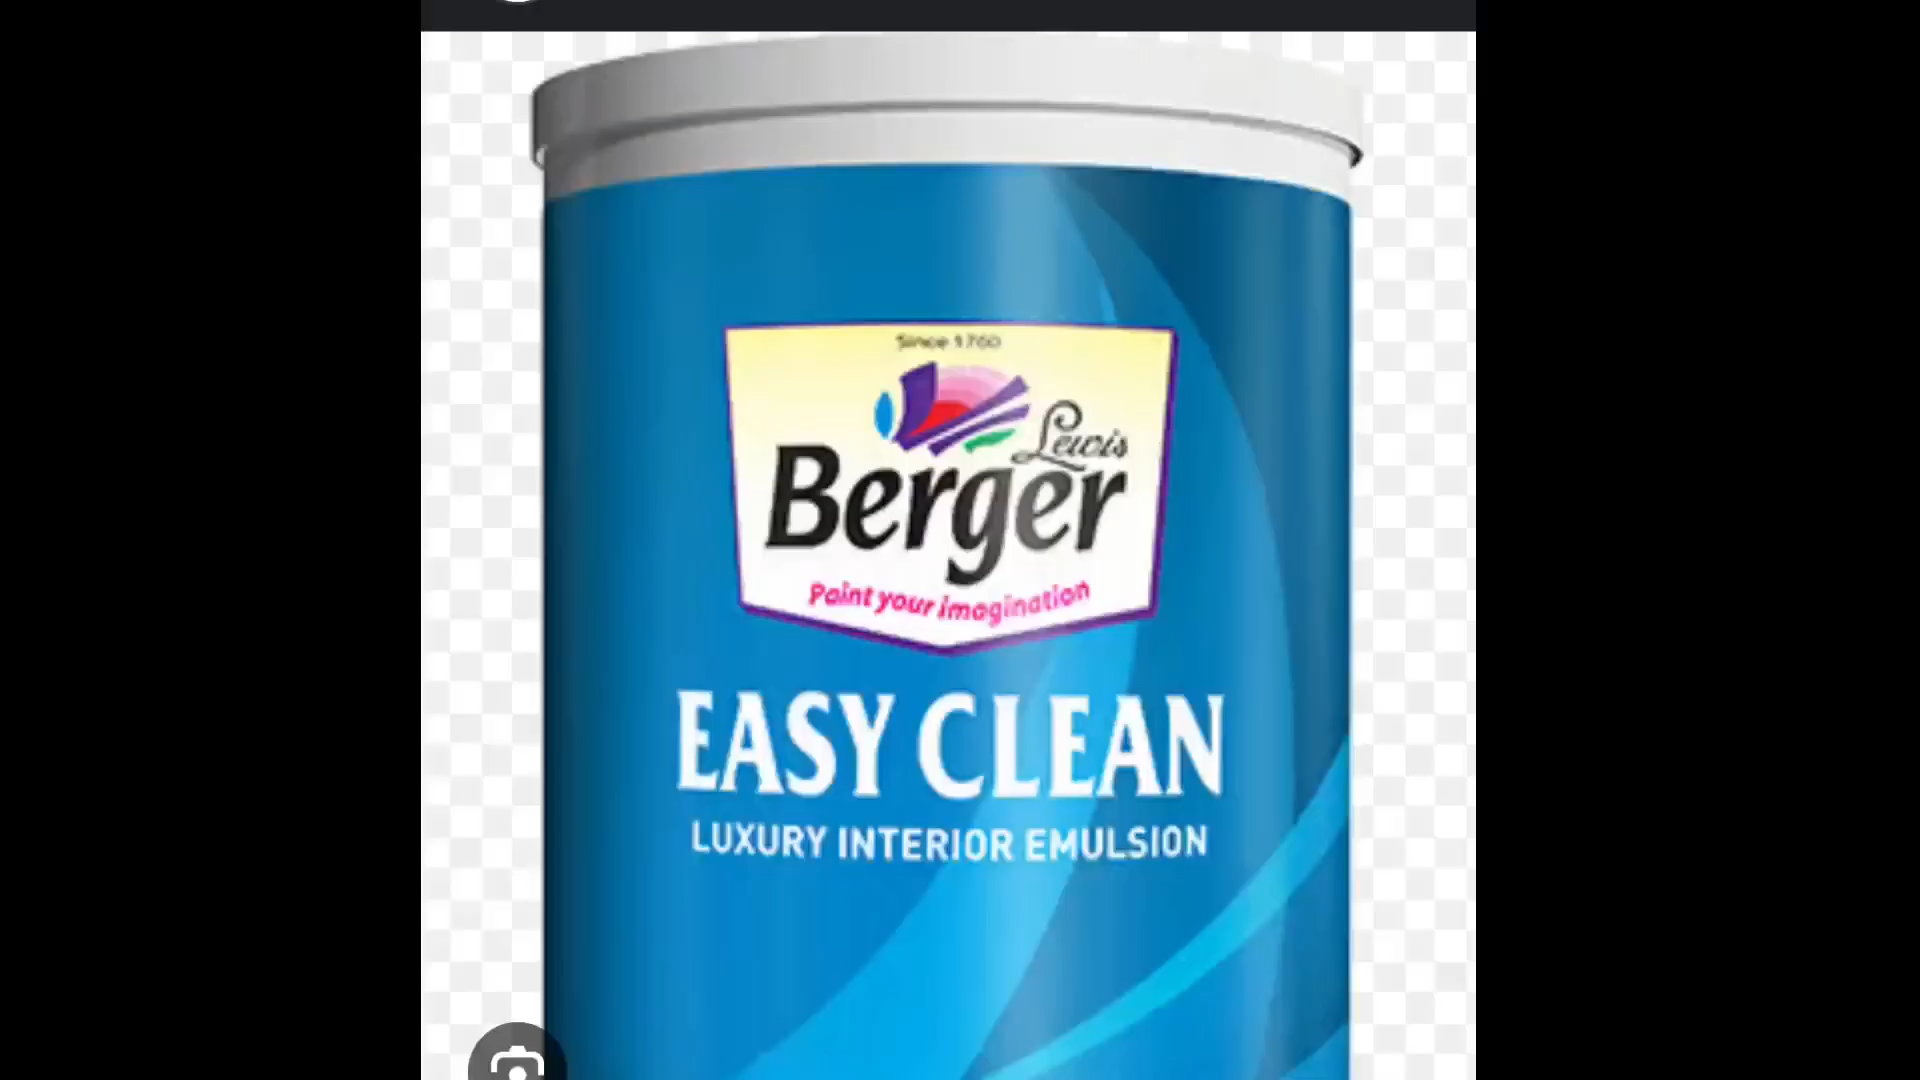 Since 1760
Lewis
Berger
Paint your imagination
EASY CLEAN
LUXURY INTERIOR EMULSION